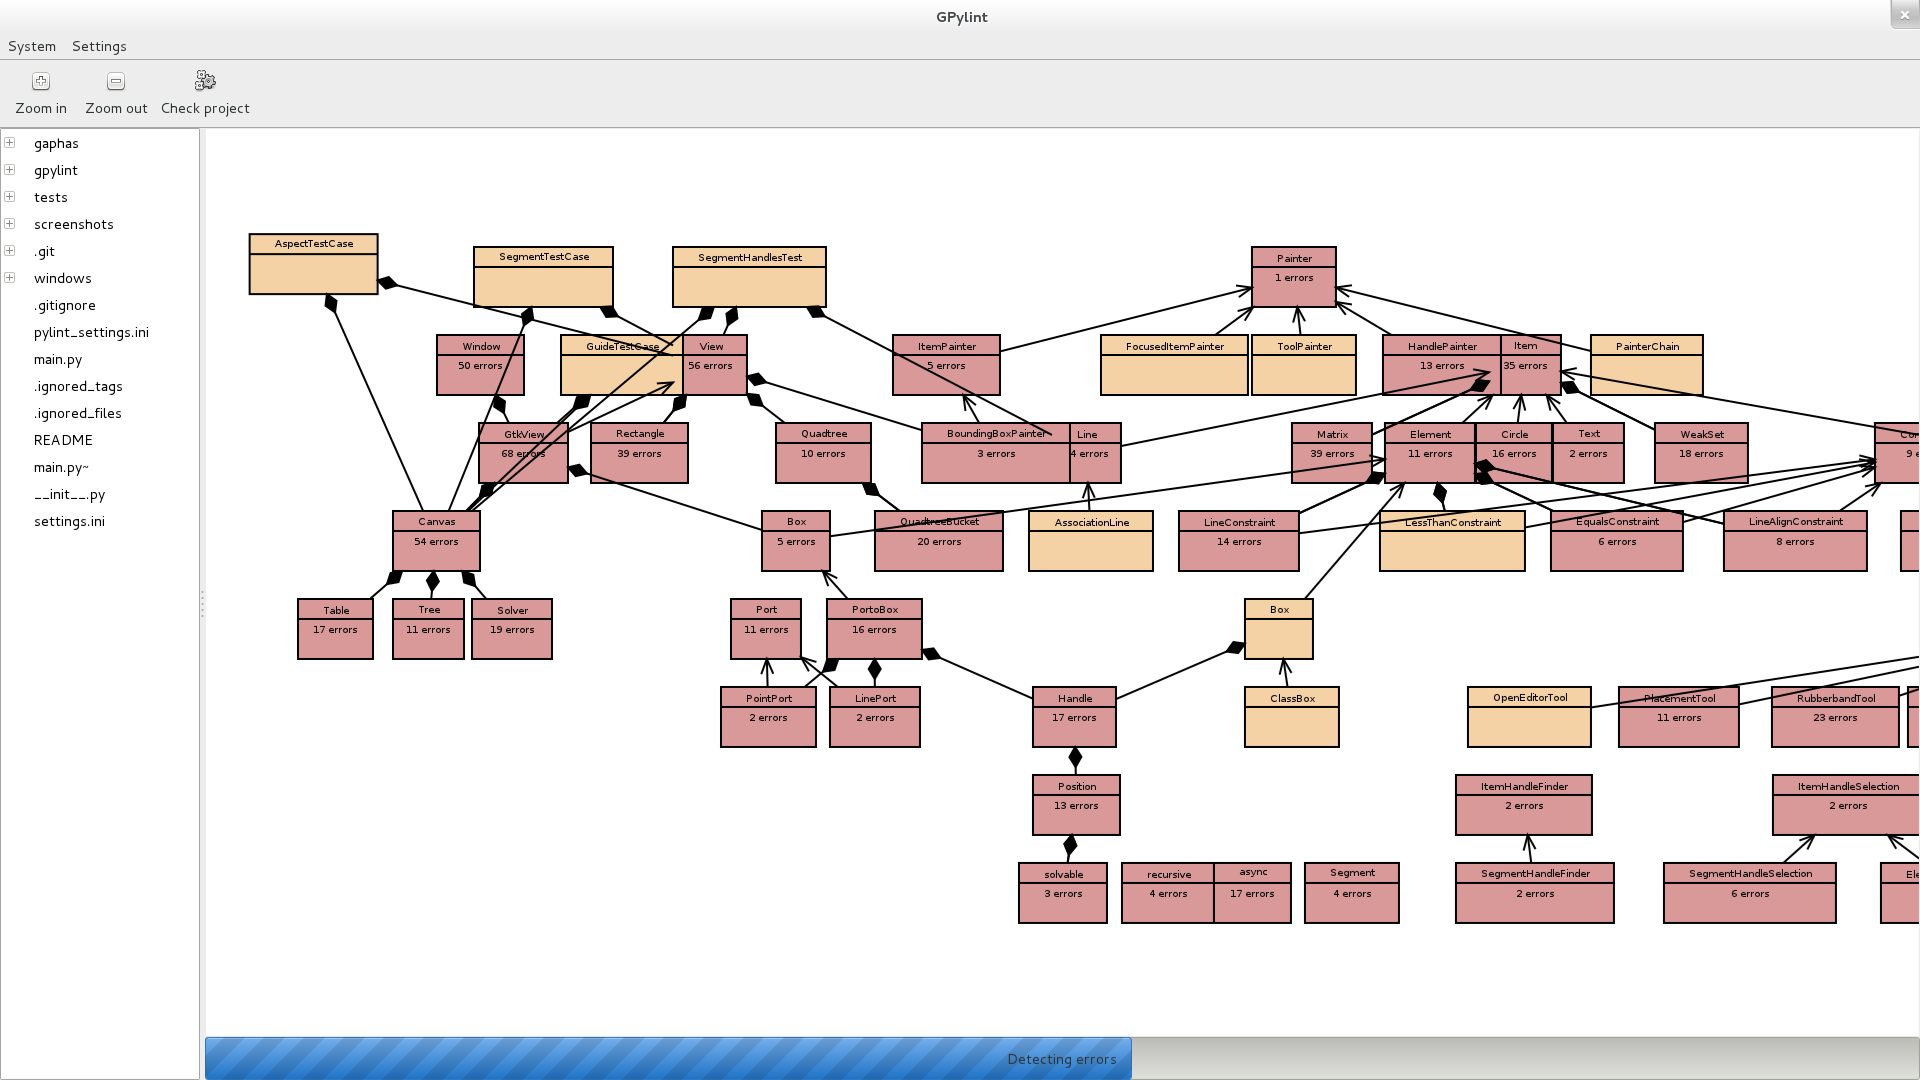 GPylint
System Settings
Zoom in Zoom out Check project
gaphas
gpylint
tests
screenshots
.git
windows
.gitignore
pylint_settings.ini
main.py
.ignored_tags
.ignored_files
README
main.py~
__init__.py
settings.ini
AspectTestCase
SegmentTestCase
SegmentHandlesTest
Painter
1 errors
Window
50 errors
GuideTestCase
View
56 errors
ItemPainter
5 errors
FocusedItemPainter
ToolPainter
HandlePainter
13 errors
Item
35 errors
PainterChain
GtkView
68 errors
Rectangle
39 errors
Quadtree
10 errors
BoundingBoxPainter
3 errors
Line
4 errors
Matrix
39 errors
Element
11 errors
Circle
16 errors
Text
2 errors
WeakSet
18 errors
Canvas
54 errors
Box
5 errors
QuadtreeBucket
20 errors
AssociationLine
LineConstraint
14 errors
LessThanConstraint
EqualsConstraint
6 errors
LineAlignConstraint
8 errors
Table
17 errors
Tree
11 errors
Solver
19 errors
Port
11 errors
PortoBox
16 errors
Box
PointPort
2 errors
LinePort
2 errors
Handle
17 errors
ClassBox
OpenEditorTool
PlacementTool
11 errors
RubberbandTool
23 errors
Position
13 errors
ItemHandleFinder
2 errors
ItemHandleSelection
2 errors
solvable
3 errors
recursive
4 errors
async
17 errors
Segment
4 errors
SegmentHandleFinder
2 errors
SegmentHandleSelection
6 errors
Detecting errors